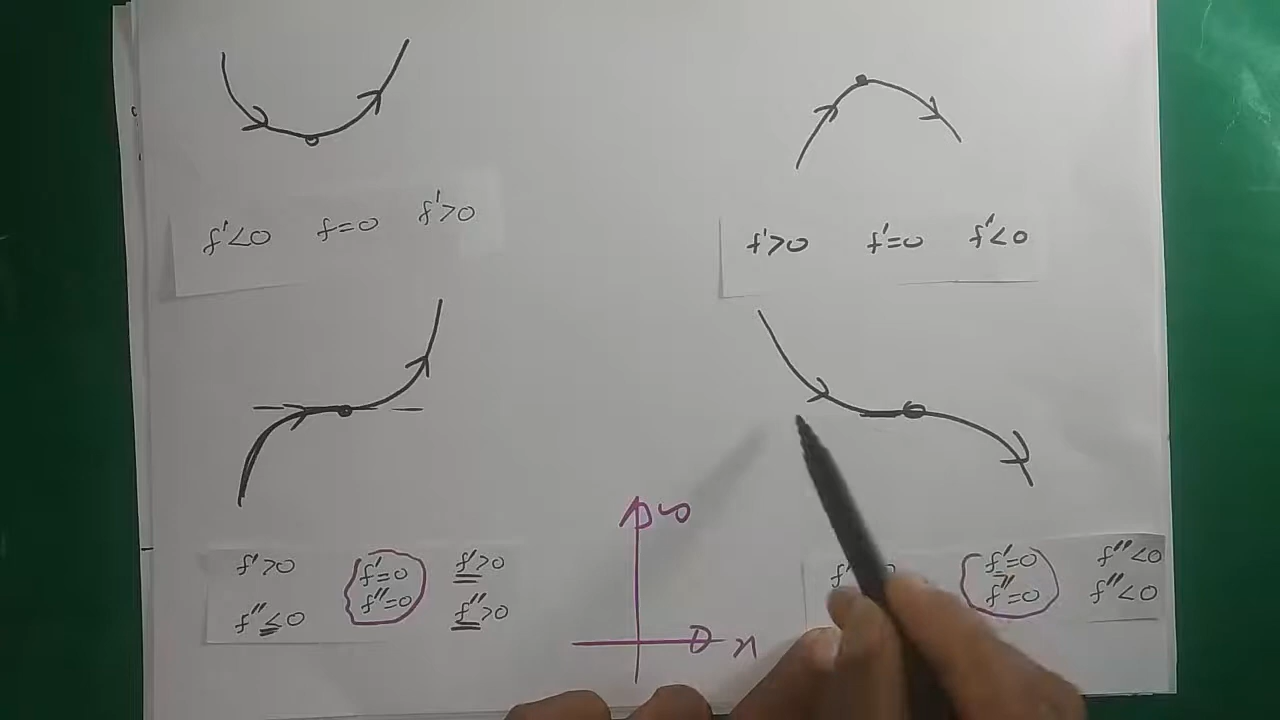 f'<0 f=0 f'>0
f'>0 f'=0 f'<0
f'>0 f'=0 f'>0
f''≤0 f''=0 f''>0
f'=0 f''<0
f''=0 f''<0
x